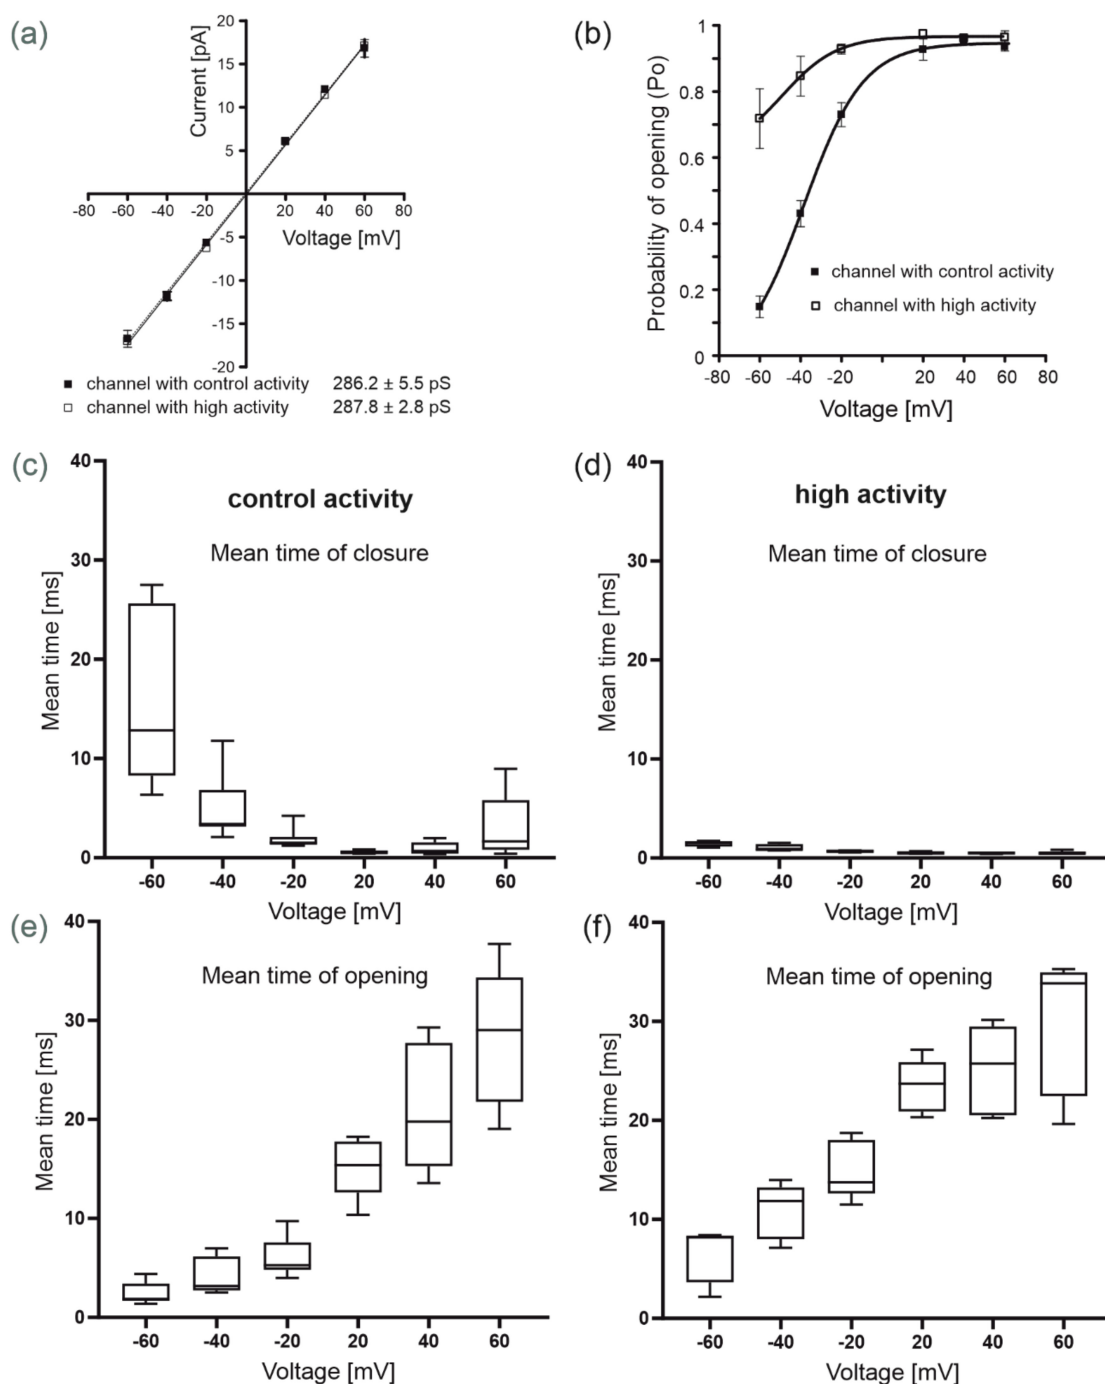 (a)
Current [pA]
20
15
10
5
-80 -60 -40 -20 20 40 60 80
Voltage [mV]
-5
-10
-15
-20
■ channel with control activity 286.2 ± 5.5 pS
□ channel with high activity 287.8 ± 2.8 pS
(b)
Probability of opening (Po)
1
0.8
0.6
0.4
0.2
0
■ channel with control activity
□ channel with high activity
-80 -60 -40 -20 20 40 60 80
Voltage [mV]
(c)
control activity
Mean time of closure
Mean time [ms]
40
30
20
10
0
-60 -40 -20 20 40 60
Voltage [mV]
(d)
high activity
Mean time of closure
Mean time [ms]
40
30
20
10
0
-60 -40 -20 20 40 60
Voltage [mV]
(e)
Mean time of opening
Mean time [ms]
40
30
20
10
0
-60 -40 -20 20 40 60
Voltage [mV]
(f)
Mean time of opening
Mean time [ms]
40
30
20
10
0
-60 -40 -20 20 40 60
Voltage [mV]